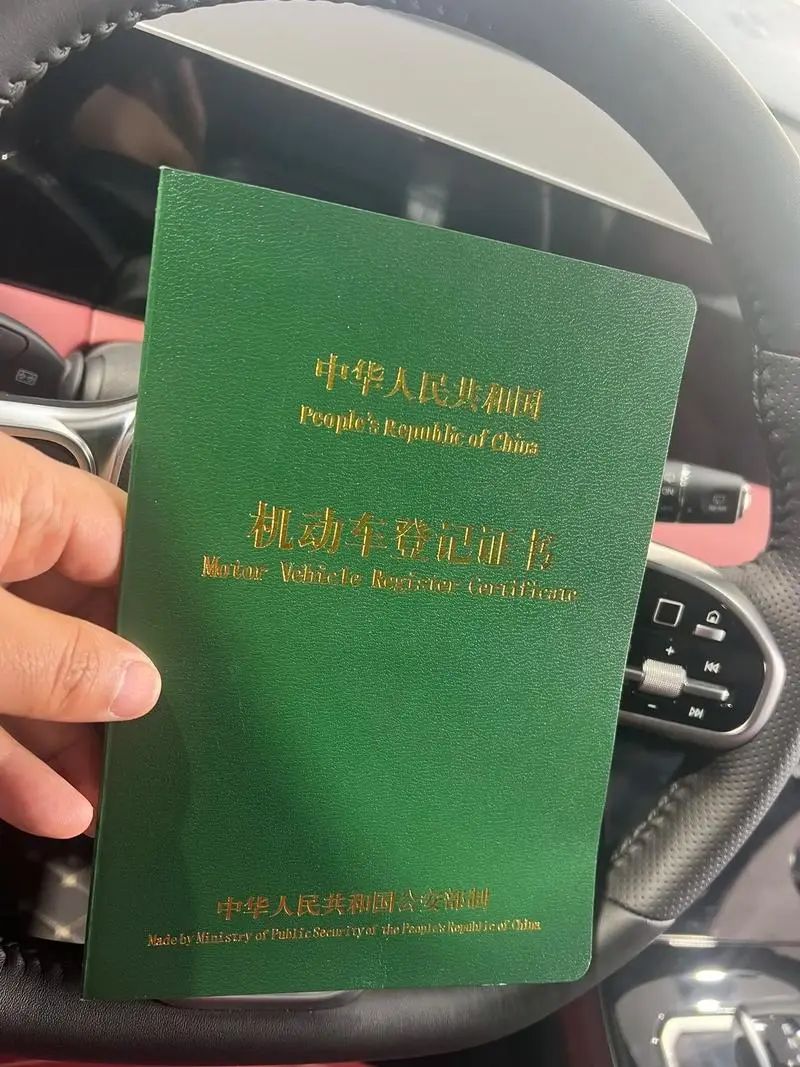 中华人民共和国
People's Republic of China
机动车登记证书
Motor Vehicle Register Certificate
中华人民共和国公安部制
Made by Ministry of Public Security of the People's Republic of China